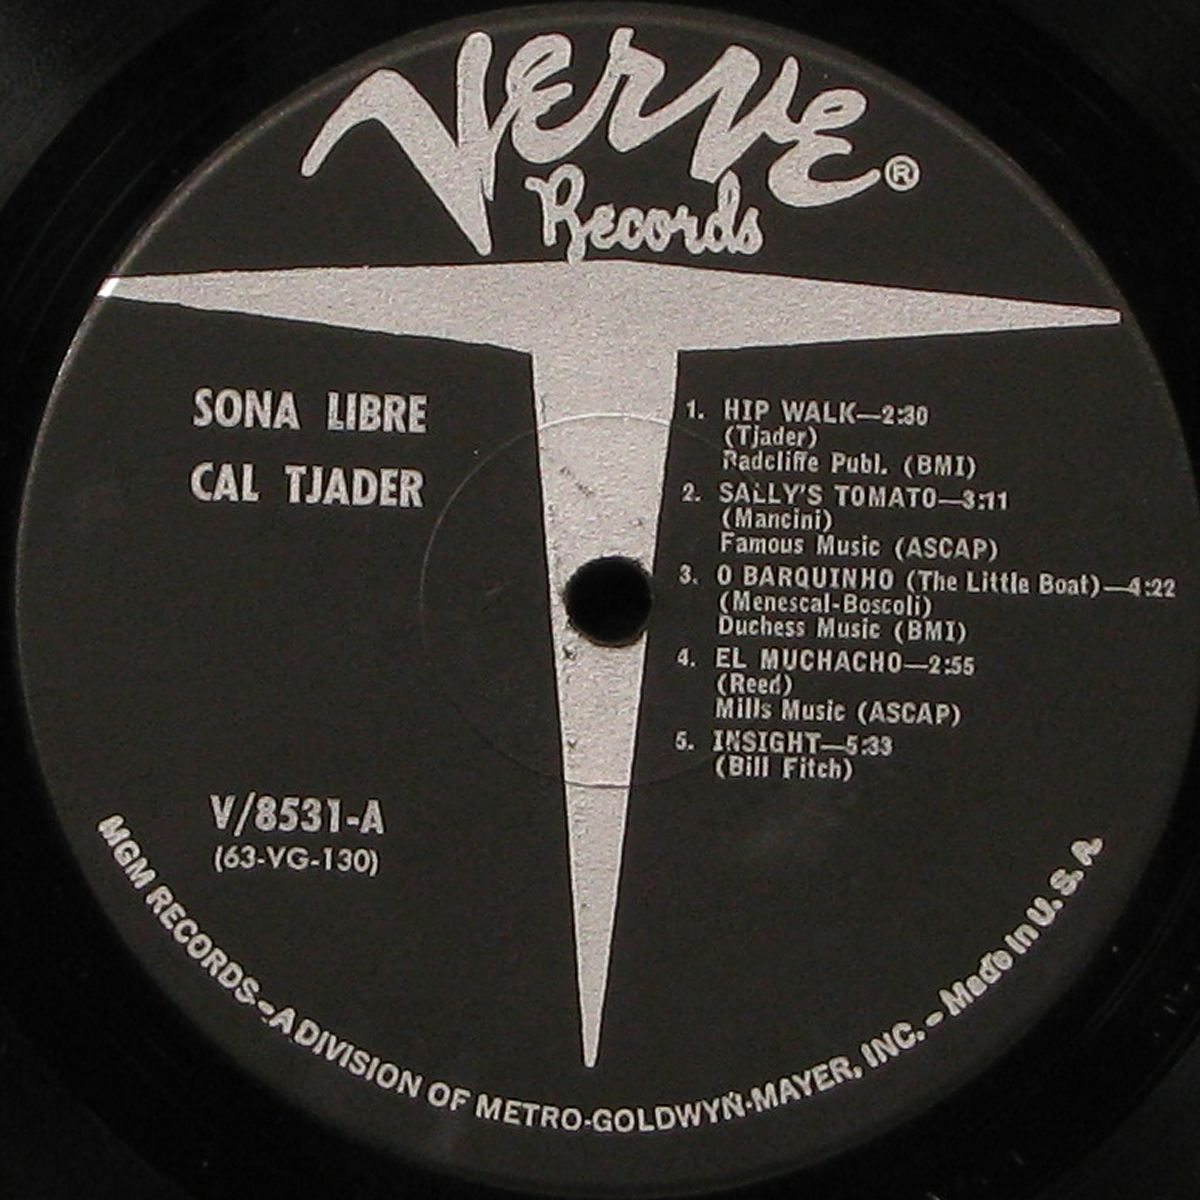 Verve®
Records
SONA LIBRE
CAL TJADER
1. HIP WALK—2:30
(Tjader)
Radcliffe Publ. (BMI)
2. SALLY'S TOMATO—3:11
(Mancini)
Famous Music (ASCAP)
3. O BARQUINHO (The Little Boat)—4:22
(Menescal-Boscoli)
Duchess Music (BMI)
4. EL MUCHACHO—2:55
(Reed)
Mills Music (ASCAP)
5. INSIGHT—5:33
(Bill Fitch)
V/8531-A
(63-VG-130)
MGM RECORDS–A DIVISION OF METRO-GOLDWYN-MAYER, INC. – Made in U. S. A.